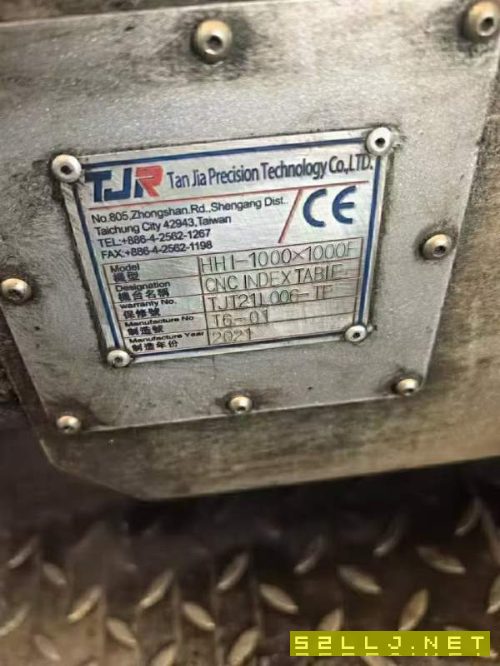 TJR Tan Jia Precision Technology Co.,LTD.
No.805,Zhongshan.Rd.,Shengang Dist.
Taichung City 42943,Taiwan
TEL:+886-4-2562-1267
FAX:+886-4-2562-1198
CE
Model
機型 HH1-1000×1000F
Designation
機台名稱 CNC INDEX TABLE
warranty No.
保修號 TJT21L006-TF
Manufacture No
製造號 T6-01
Manufacture Year
製造年份 2021
52LLJ.NET